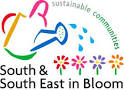 sustainable communities
South &
South East in Bloom